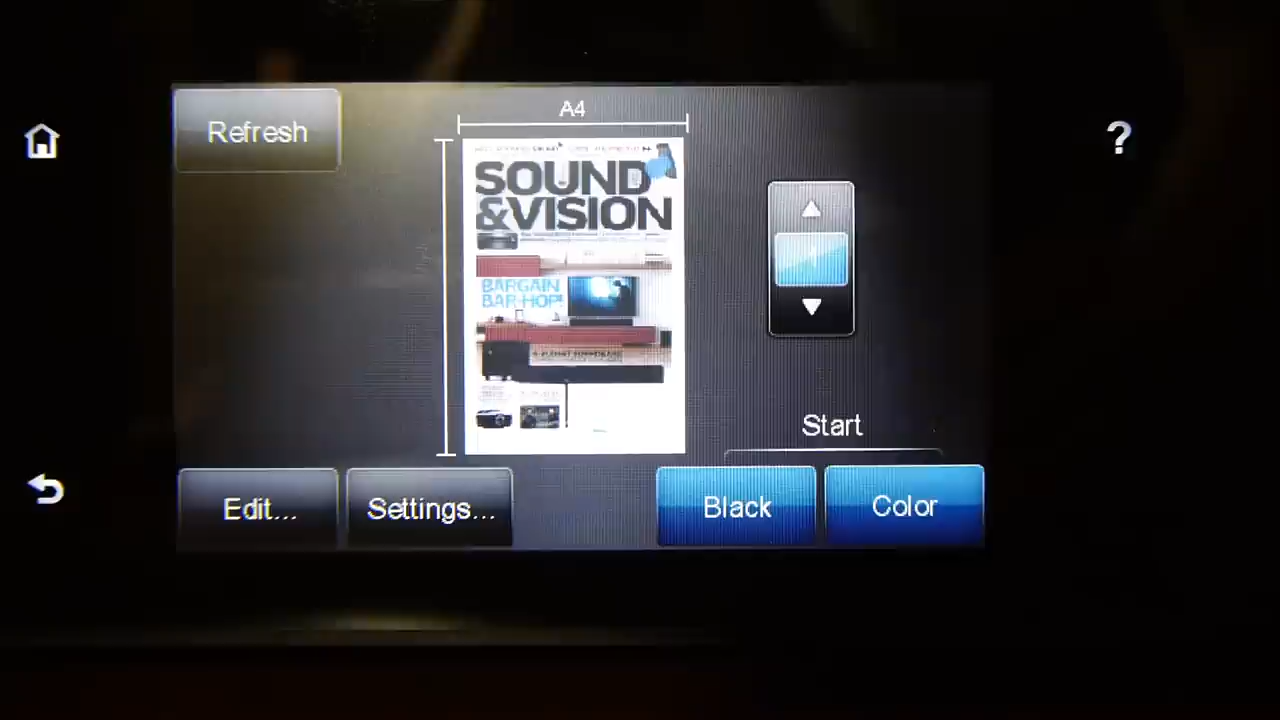 Refresh
A4
?
SOUND
&VISION
BARGAIN
BAR-HOP!
Start
Edit...
Settings...
Black
Color